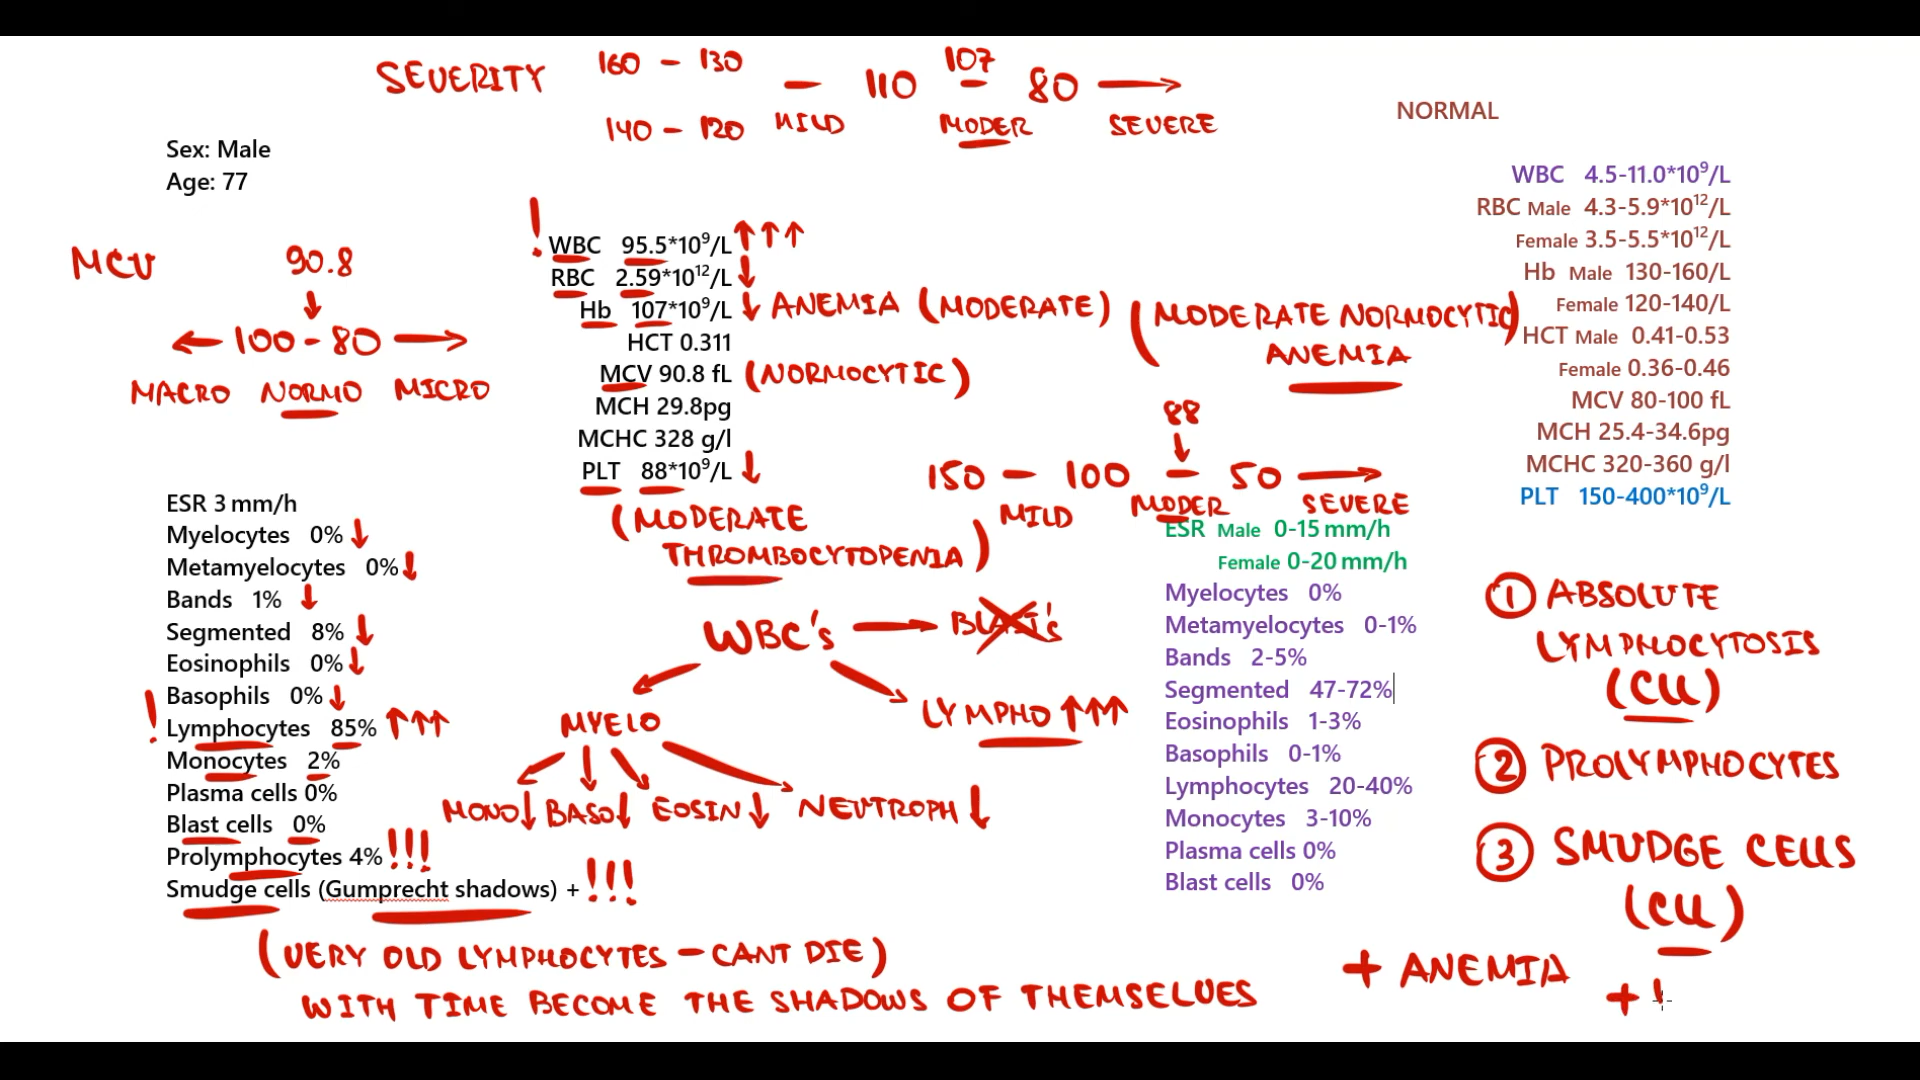 SEVERITY 160 - 130 - 110 107 - 80 →
140 - 120 MILD MODER SEVERE
NORMAL
Sex: Male
Age: 77
MCV 90.8
↓
← 100 - 80 →
MACRO NORMO MICRO
! WBC 95.5*10⁹/L ↑↑↑
RBC 2.59*10¹²/L ↓
Hb 107*10⁹/L ↓ ANEMIA (MODERATE)
HCT 0.311
MCV 90.8 fL (NORMOCYTIC)
MCH 29.8pg
MCHC 328 g/l
PLT 88*10⁹/L ↓
(MODERATE
THROMBOCYTOPENIA)
(MODERATE NORMOCYTIC)
ANEMIA
88
↓
150 - 100 - 50 →
MILD MODER SEVERE
WBC 4.5-11.0*10⁹/L
RBC Male 4.3-5.9*10¹²/L
Female 3.5-5.5*10¹²/L
Hb Male 130-160/L
Female 120-140/L
HCT Male 0.41-0.53
Female 0.36-0.46
MCV 80-100 fL
MCH 25.4-34.6pg
MCHC 320-360 g/l
PLT 150-400*10⁹/L
ESR 3 mm/h
Myelocytes 0% ↓
Metamyelocytes 0% ↓
Bands 1% ↓
Segmented 8% ↓
Eosinophils 0% ↓
Basophils 0% ↓
! Lymphocytes 85% ↑↑↑
Monocytes 2%
Plasma cells 0%
Blast cells 0%
Prolymphocytes 4% !!!
Smudge cells (Gumprecht shadows) + !!!
WBC's → BLAST's
MYELO LYMPHO ↑↑↑
MONO↓ BASO↓ EOSIN↓ NEUTROPH↓
ESR Male 0-15 mm/h
Female 0-20 mm/h
Myelocytes 0%
Metamyelocytes 0-1%
Bands 2-5%
Segmented 47-72%
Eosinophils 1-3%
Basophils 0-1%
Lymphocytes 20-40%
Monocytes 3-10%
Plasma cells 0%
Blast cells 0%
① ABSOLUTE
LYMPHOCYTOSIS
(CLL)
② PROLYMPHOCYTES
③ SMUDGE CELLS
(CLL)
+ ANEMIA
+
(VERY OLD LYMPHOCYTES - CANT DIE)
WITH TIME BECOME THE SHADOWS OF THEMSELVES